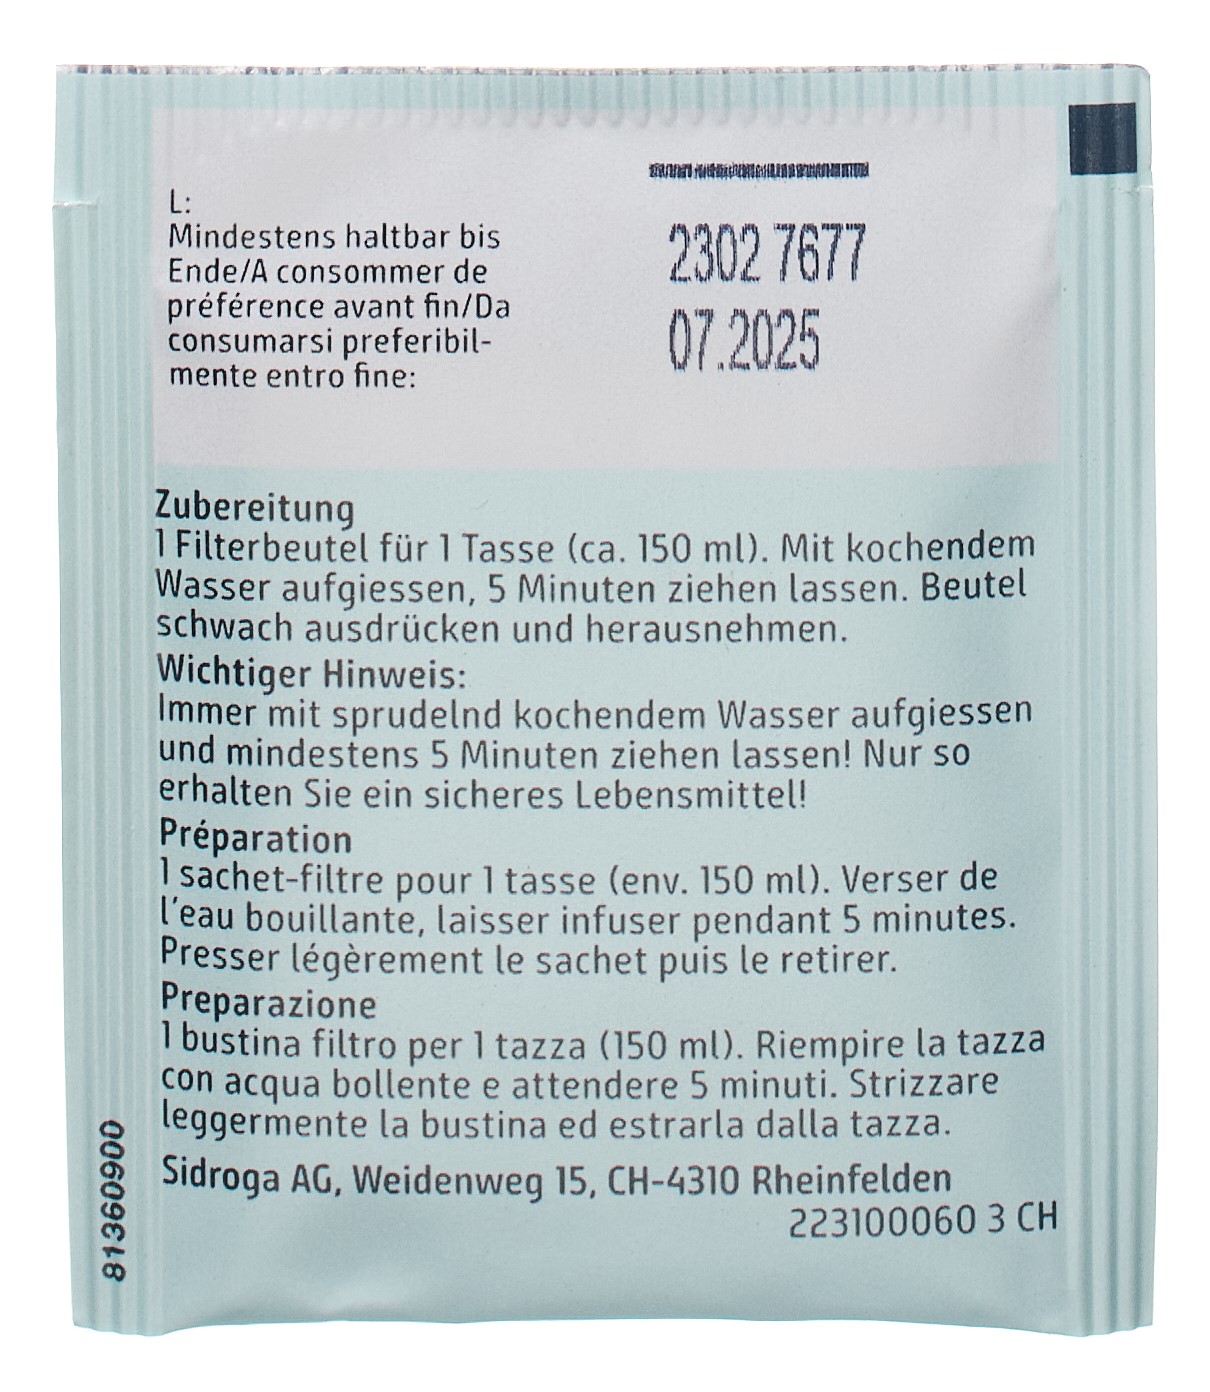 L:
Mindestens haltbar bis
Ende/A consommer de
préférence avant fin/Da
consumarsi preferibil-
mente entro fine:
2302 7677
07.2025
Zubereitung
1 Filterbeutel für 1 Tasse (ca. 150 ml). Mit kochendem
Wasser aufgiessen, 5 Minuten ziehen lassen. Beutel
schwach ausdrücken und herausnehmen.
Wichtiger Hinweis:
Immer mit sprudelnd kochendem Wasser aufgiessen
und mindestens 5 Minuten ziehen lassen! Nur so
erhalten Sie ein sicheres Lebensmittel!
Préparation
1 sachet-filtre pour 1 tasse (env. 150 ml). Verser de
l'eau bouillante, laisser infuser pendant 5 minutes.
Presser légèrement le sachet puis le retirer.
Preparazione
1 bustina filtro per 1 tazza (150 ml). Riempire la tazza
con acqua bollente e attendere 5 minuti. Strizzare
leggermente la bustina ed estrarla dalla tazza.
Sidroga AG, Weidenweg 15, CH-4310 Rheinfelden
223100060 3 CH
81360900